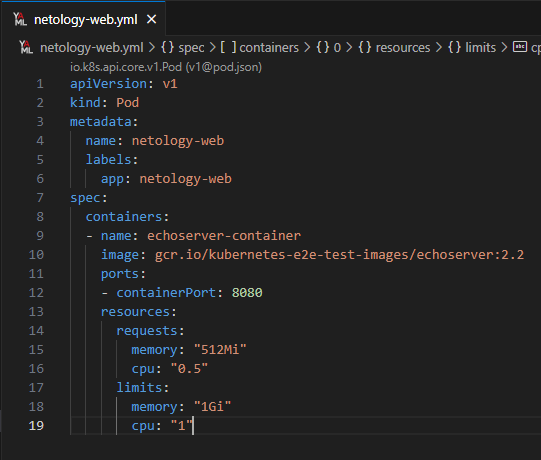 netology-web.yml ×
netology-web.yml > {} spec > [ ] containers > {} 0 > {} resources > {} limits > abc cp
io.k8s.api.core.v1.Pod (v1@pod.json)
1 apiVersion: v1
2 kind: Pod
3 metadata:
4   name: netology-web
5   labels:
6     app: netology-web
7 spec:
8   containers:
9   - name: echoserver-container
10     image: gcr.io/kubernetes-e2e-test-images/echoserver:2.2
11     ports:
12     - containerPort: 8080
13     resources:
14       requests:
15         memory: "512Mi"
16         cpu: "0.5"
17       limits:
18         memory: "1Gi"
19         cpu: "1"